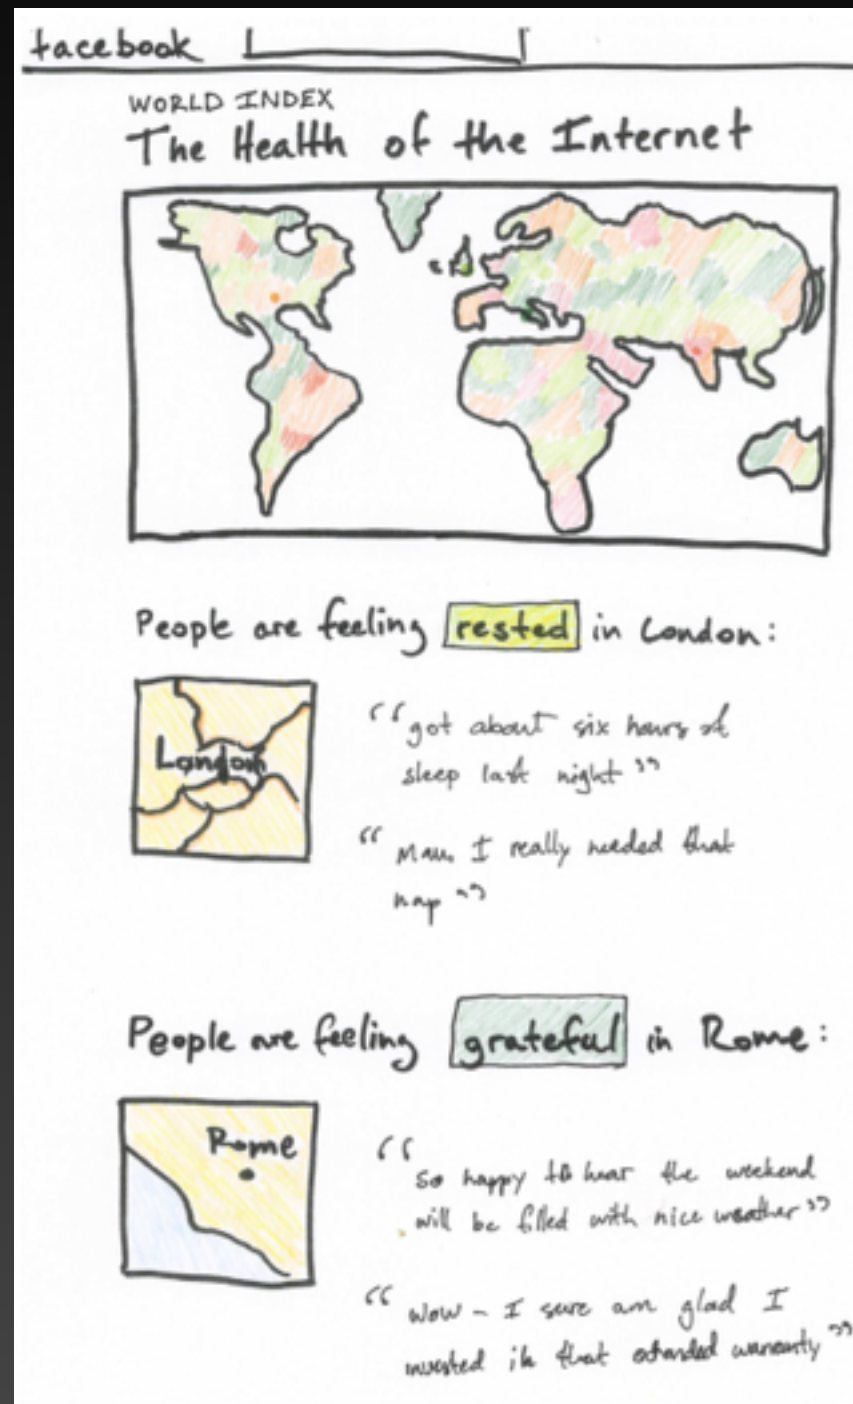 facebook
WORLD INDEX
The Health of the Internet
People are feeling rested in London:
London
“got about six hours of
sleep last night”
“Man, I really needed that
nap”
People are feeling grateful in Rome:
Rome
“
so happy to hear the weekend
will be filled with nice weather”
“wow - I sure am glad I
invested in that extended warranty”